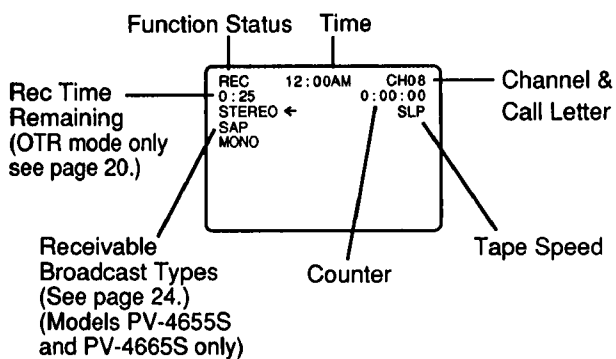 Function Status
Time
REC 12:00AM CH08
0:25 0:00:00
STEREO ← SLP
SAP
MONO
Channel &
Call Letter
Rec Time
Remaining
(OTR mode only
see page 20.)
Receivable
Broadcast Types
(See page 24.)
(Models PV-4655S
and PV-4665S only)
Counter
Tape Speed